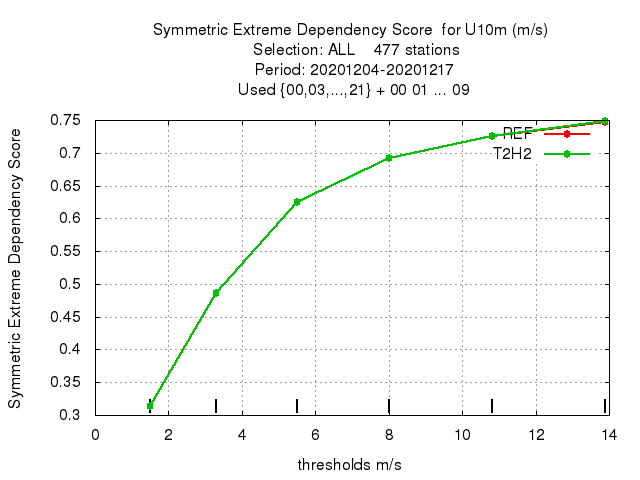 Symmetric Extreme Dependency Score for U10m (m/s)
Selection: ALL 477 stations
Period: 20201204-20201217
Used {00,03,...,21} + 00 01 ... 09
Symmetric Extreme Dependency Score
0.75
0.7
0.65
0.6
0.55
0.5
0.45
0.4
0.35
0.3
REF
T2H2
0 2 4 6 8 10 12 14
thresholds m/s